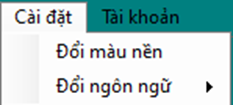 Cài đặt Tài khoản
Đổi màu nền
Đổi ngôn ngữ